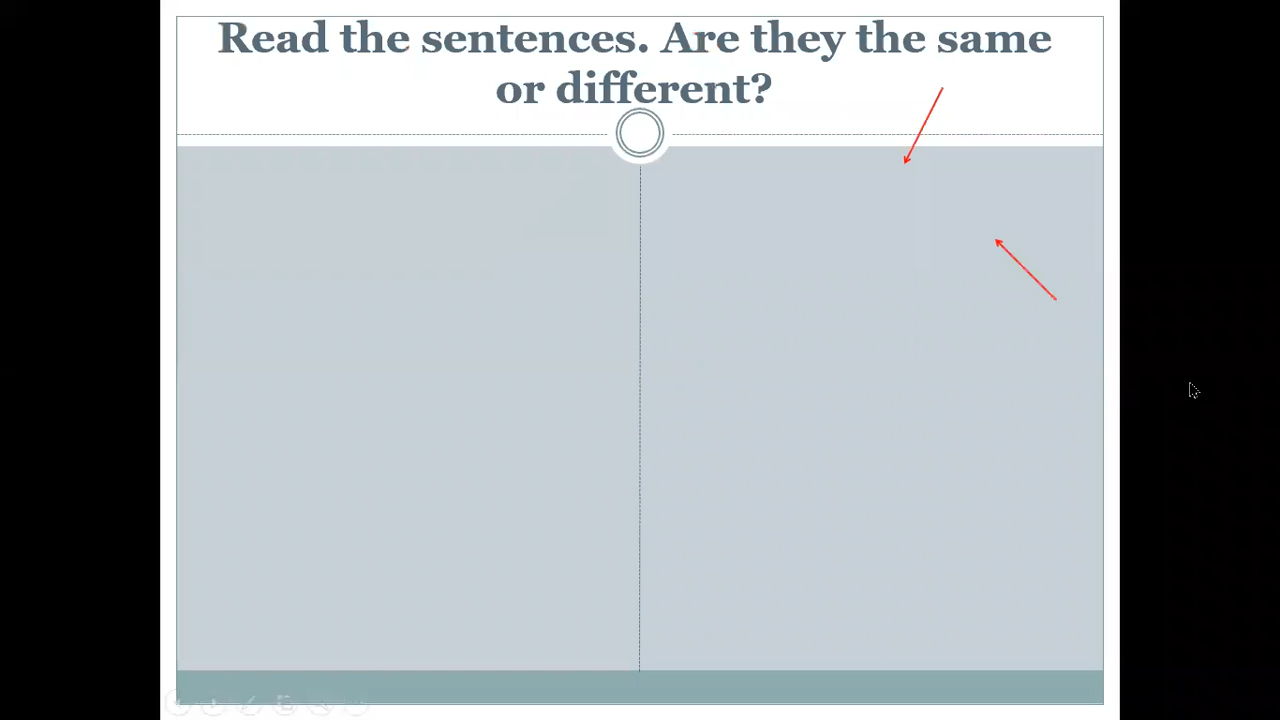 Read the sentences. Are they the same
or different?